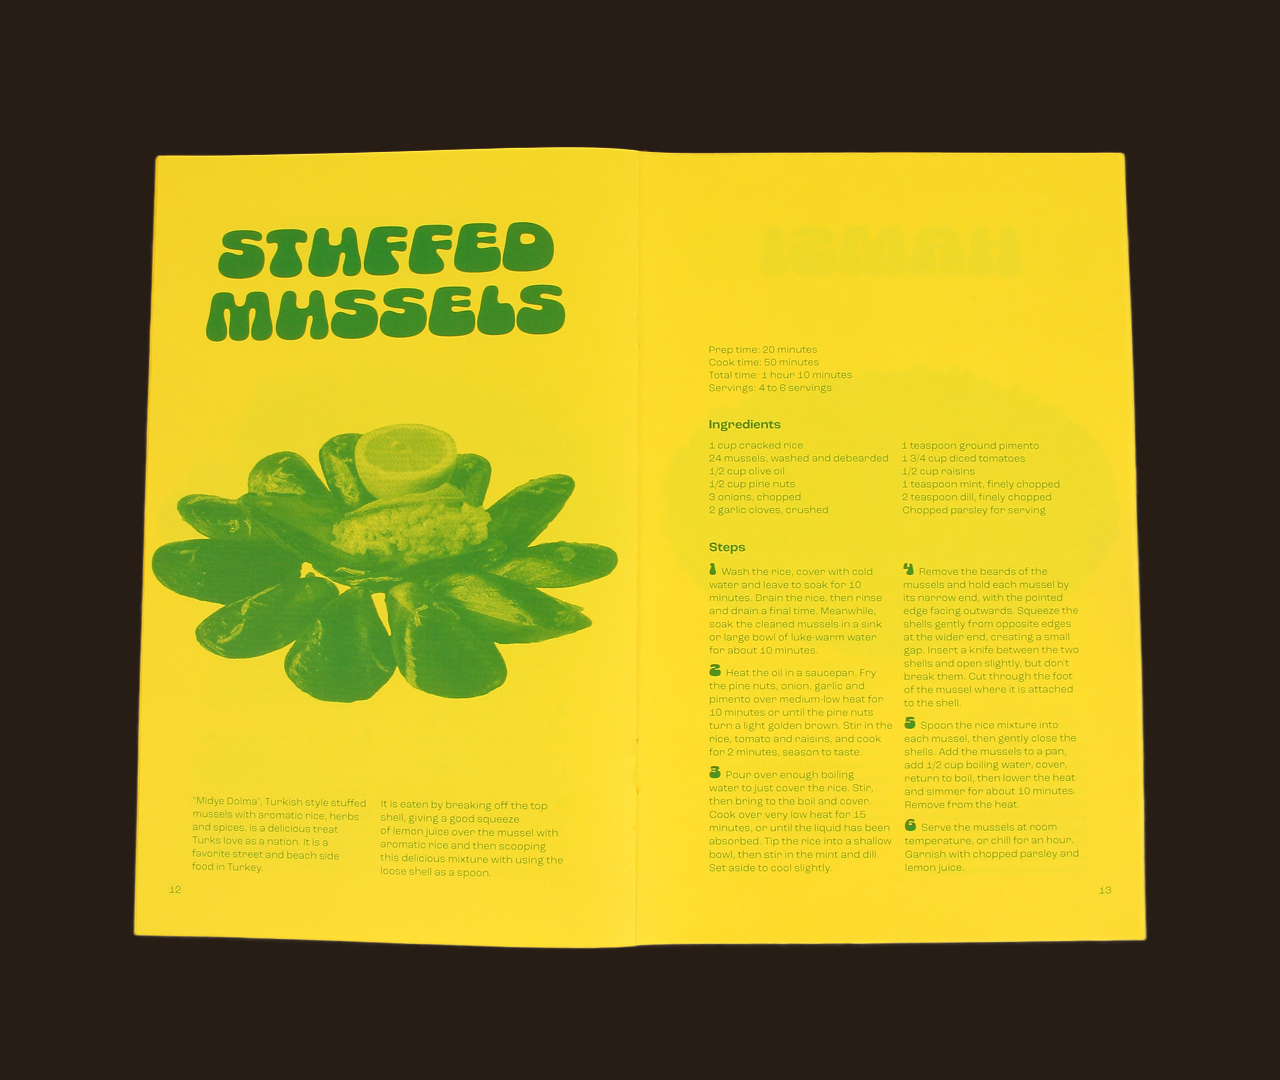 STUFFED
MUSSELS
"Midye Dolma", Turkish style stuffed
mussels with aromatic rice, herbs
and spices, is a delicious treat
Turks love as a nation. It is a
favorite street and beach side
food in Turkey.
It is eaten by breaking off the top
shell, giving a good squeeze
of lemon juice over the mussel with
aromatic rice and then scooping
this delicious mixture with using the
loose shell as a spoon.
12
HAMSI
Prep time: 20 minutes
Cook time: 50 minutes
Total time: 1 hour 10 minutes
Servings: 4 to 6 servings
Ingredients
1 cup cracked rice
24 mussels, washed and debearded
1/2 cup olive oil
1/2 cup pine nuts
3 onions, chopped
2 garlic cloves, crushed
1 teaspoon ground pimento
1 3/4 cup diced tomatoes
1/2 cup raisins
1 teaspoon mint, finely chopped
2 teaspoon dill, finely chopped
Chopped parsley for serving
Steps
1 Wash the rice, cover with cold
water and leave to soak for 10
minutes. Drain the rice, then rinse
and drain a final time. Meanwhile,
soak the cleaned mussels in a sink
or large bowl of luke-warm water
for about 10 minutes.
2 Heat the oil in a saucepan. Fry
the pine nuts, onion, garlic and
pimento over medium-low heat for
10 minutes or until the pine nuts
turn a light golden brown. Stir in the
rice, tomato and raisins, and cook
for 2 minutes, season to taste.
3 Pour over enough boiling
water to just cover the rice. Stir,
then bring to the boil and cover.
Cook over very low heat for 15
minutes, or until the liquid has been
absorbed. Tip the rice into a shallow
bowl, then stir in the mint and dill.
Set aside to cool slightly.
4 Remove the beards of the
mussels and hold each mussel by
its narrow end, with the pointed
edge facing outwards. Squeeze the
shells gently from opposite edges
at the wider end, creating a small
gap. Insert a knife between the two
shells and open slightly, but don't
break them. Cut through the foot
of the mussel where it is attached
to the shell.
5 Spoon the rice mixture into
each mussel, then gently close the
shells. Add the mussels to a pan,
add 1/2 cup boiling water, cover,
return to boil, then lower the heat
and simmer for about 10 minutes.
Remove from the heat.
6 Serve the mussels at room
temperature, or chill for an hour.
Garnish with chopped parsley and
lemon juice.
13